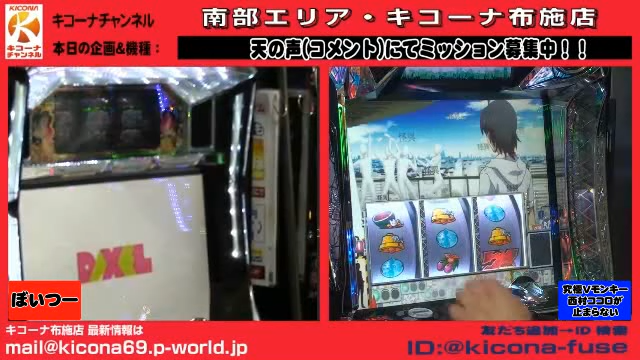 KICONA
キコーナ
チャンネル
キコーナチャンネル
南部エリア・キコーナ布施店
本日の企画&機種：
天の声(コメント)にてミッション募集中！！
怪異
PIXEL
ぽいつー
究極Vモンキー
西村ココロが
止まらない
キコーナ布施店 最新情報は
mail@kicona69.p-world.jp
友だち追加→ID 検索
ID:@kicona-fuse